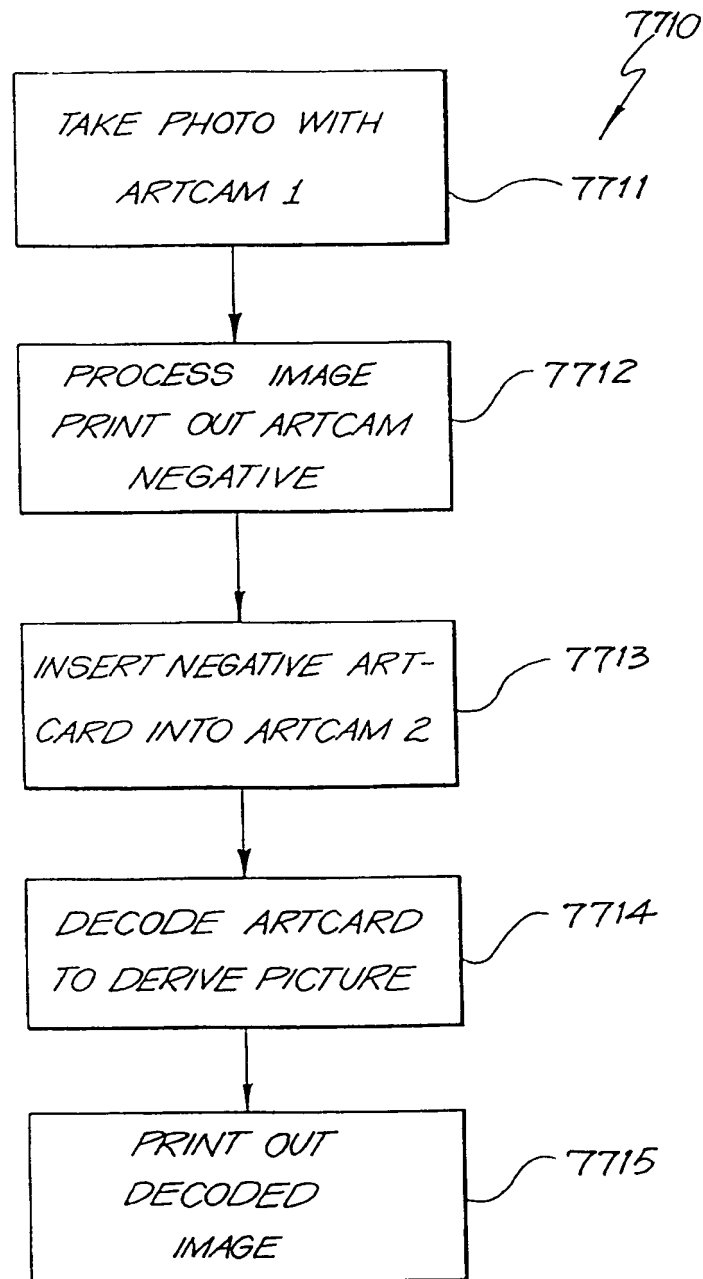 7710
TAKE PHOTO WITH
ARTCAM 1
7711
PROCESS IMAGE
PRINT OUT ARTCAM
NEGATIVE
7712
INSERT NEGATIVE ART-
CARD INTO ARTCAM 2
7713
DECODE ARTCARD
TO DERIVE PICTURE
7714
PRINT OUT
DECODED
IMAGE
7715